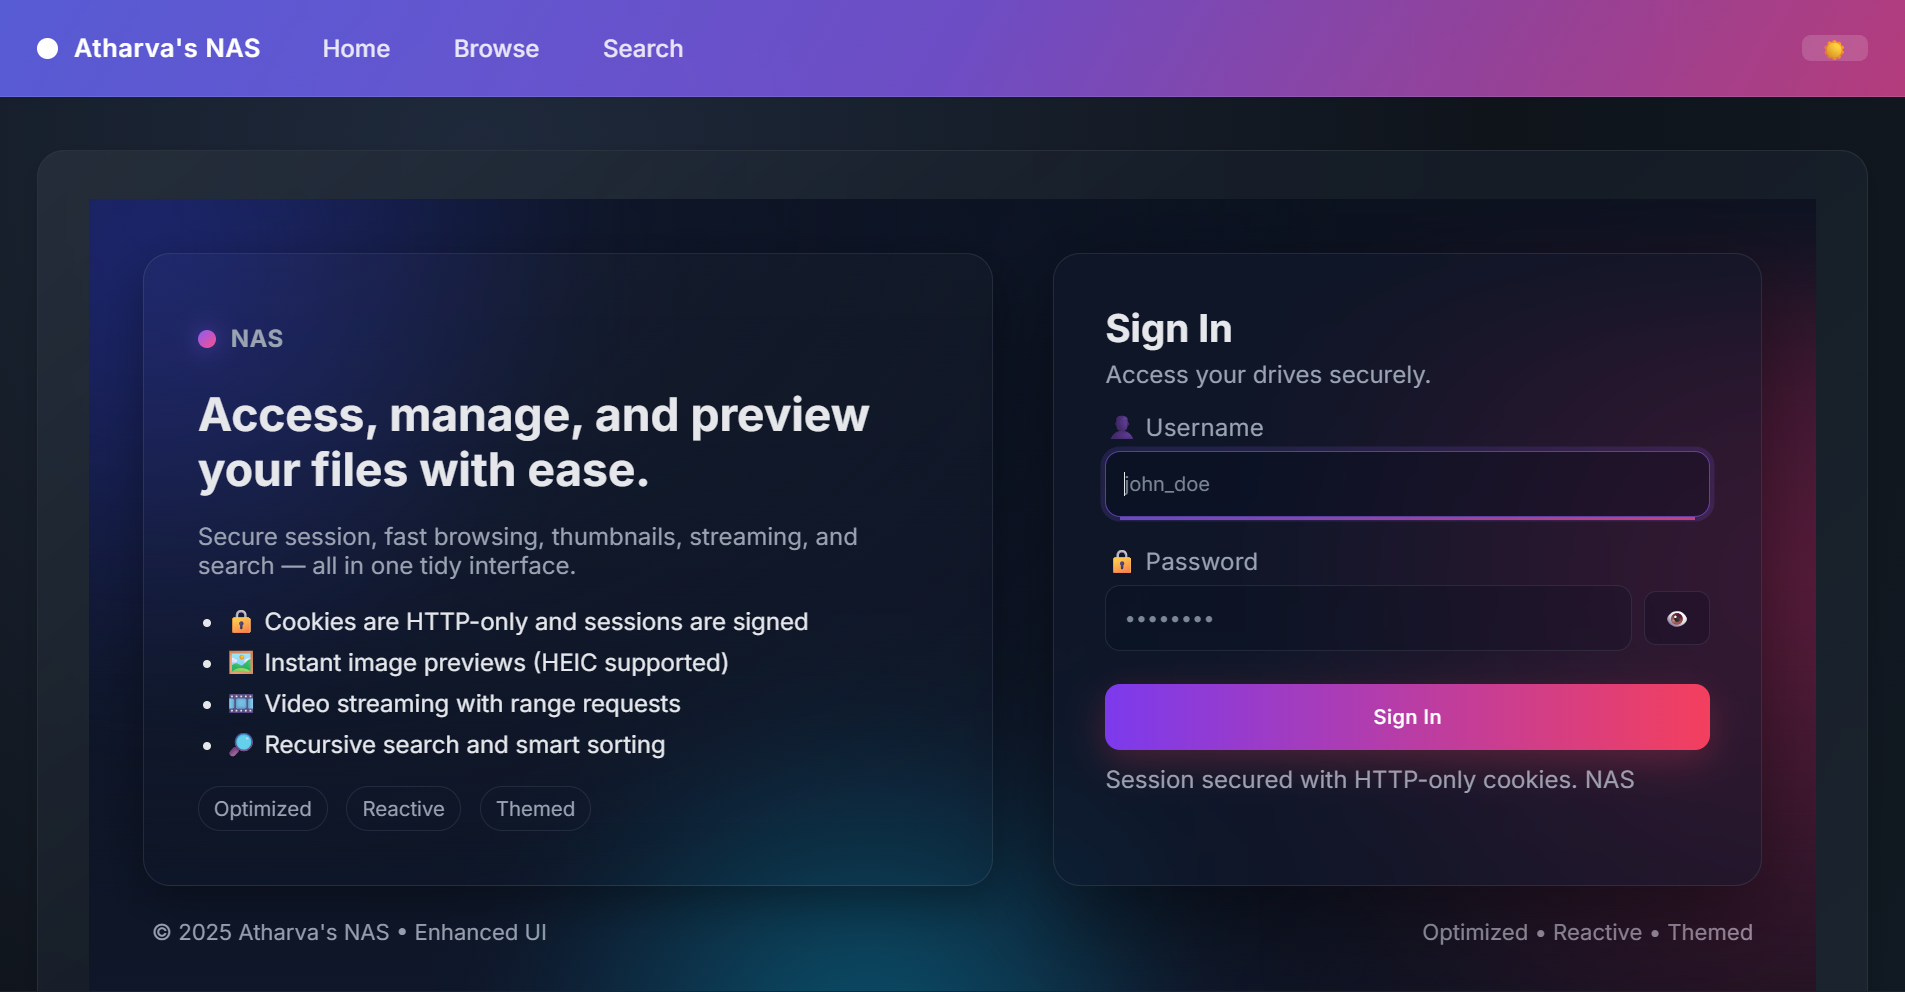 Atharva's NAS
Home
Browse
Search
NAS
Access, manage, and preview
your files with ease.
Secure session, fast browsing, thumbnails, streaming, and
search — all in one tidy interface.
Cookies are HTTP-only and sessions are signed
Instant image previews (HEIC supported)
Video streaming with range requests
Recursive search and smart sorting
Optimized
Reactive
Themed
Sign In
Access your drives securely.
Username
john_doe
Password
••••••••
Sign In
Session secured with HTTP-only cookies. NAS
© 2025 Atharva's NAS • Enhanced UI
Optimized • Reactive • Themed